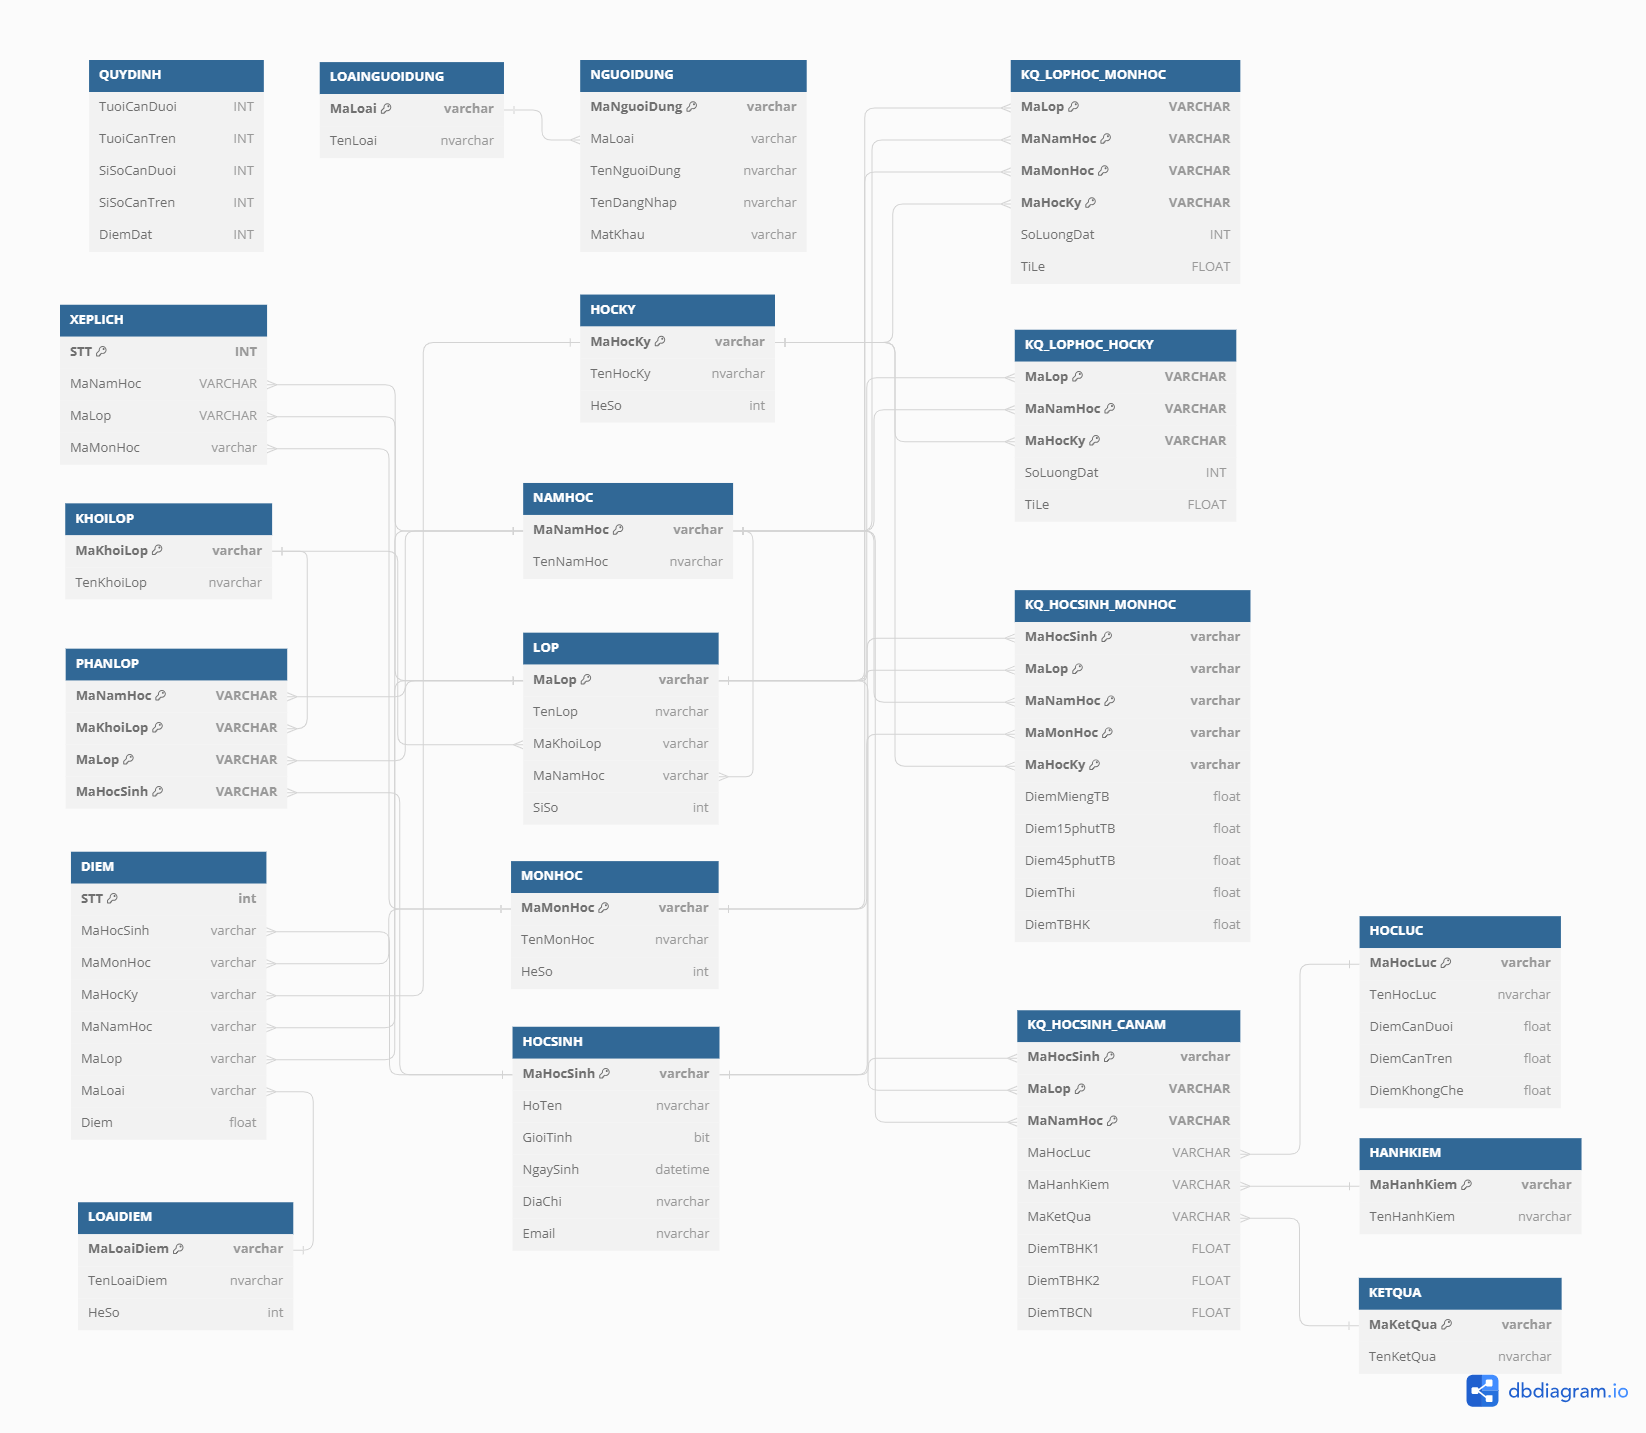 QUYDINH
TuoiCanDuoi INT
TuoiCanTren INT
SiSoCanDuoi INT
SiSoCanTren INT
DiemDat INT
LOAINGUOIDUNG
MaLoai varchar
TenLoai nvarchar
NGUOIDUNG
MaNguoiDung varchar
MaLoai varchar
TenNguoiDung nvarchar
TenDangNhap nvarchar
MatKhau varchar
KQ_LOPHOC_MONHOC
MaLop VARCHAR
MaNamHoc VARCHAR
MaMonHoc VARCHAR
MaHocKy VARCHAR
SoLuongDat INT
TiLe FLOAT
XEPLICH
STT INT
MaNamHoc VARCHAR
MaLop VARCHAR
MaMonHoc varchar
HOCKY
MaHocKy varchar
TenHocKy nvarchar
HeSo int
KQ_LOPHOC_HOCKY
MaLop VARCHAR
MaNamHoc VARCHAR
MaHocKy VARCHAR
SoLuongDat INT
TiLe FLOAT
KHOILOP
MaKhoiLop varchar
TenKhoiLop nvarchar
NAMHOC
MaNamHoc varchar
TenNamHoc nvarchar
PHANLOP
MaNamHoc VARCHAR
MaKhoiLop VARCHAR
MaLop VARCHAR
MaHocSinh VARCHAR
LOP
MaLop varchar
TenLop nvarchar
MaKhoiLop varchar
MaNamHoc varchar
SiSo int
KQ_HOCSINH_MONHOC
MaHocSinh varchar
MaLop varchar
MaNamHoc varchar
MaMonHoc varchar
MaHocKy varchar
DiemMiengTB float
Diem15phutTB float
Diem45phutTB float
DiemThi float
DiemTBHK float
DIEM
STT int
MaHocSinh varchar
MaMonHoc varchar
MaHocKy varchar
MaNamHoc varchar
MaLop varchar
MaLoai varchar
Diem float
MONHOC
MaMonHoc varchar
TenMonHoc nvarchar
HeSo int
HOCSINH
MaHocSinh varchar
HoTen nvarchar
GioiTinh bit
NgaySinh datetime
DiaChi nvarchar
Email nvarchar
KQ_HOCSINH_CANAM
MaHocSinh varchar
MaLop VARCHAR
MaNamHoc VARCHAR
MaHocLuc VARCHAR
MaHanhKiem VARCHAR
MaKetQua VARCHAR
DiemTBHK1 FLOAT
DiemTBHK2 FLOAT
DiemTBCN FLOAT
HOCLUC
MaHocLuc varchar
TenHocLuc nvarchar
DiemCanDuoi float
DiemCanTren float
DiemKhongChe float
HANHKIEM
MaHanhKiem varchar
TenHanhKiem nvarchar
LOAIDIEM
MaLoaiDiem varchar
TenLoaiDiem nvarchar
HeSo int
KETQUA
MaKetQua varchar
TenKetQua nvarchar
dbdiagram.io